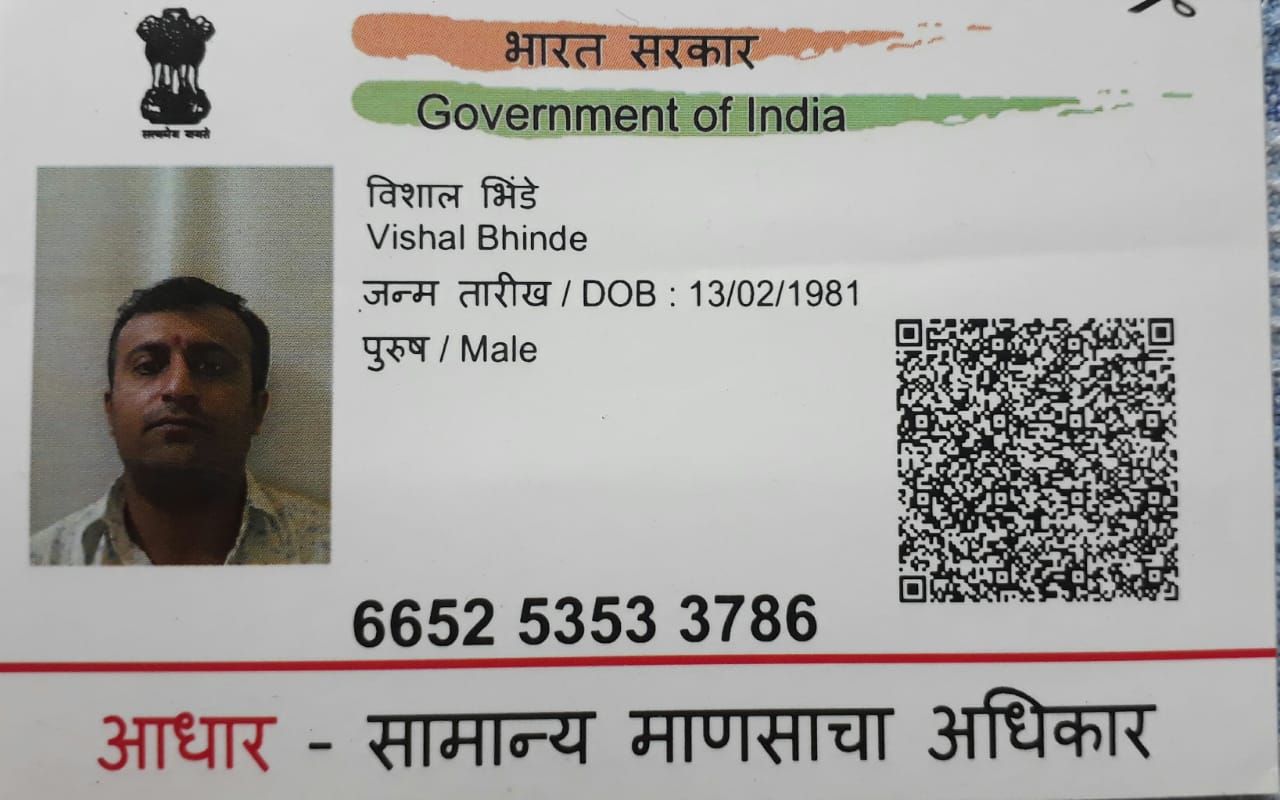 भारत सरकार
Government of India
सत्यमेव जयते
विशाल भिंडे
Vishal Bhinde
जन्म तारीख / DOB : 13/02/1981
पुरुष / Male
6652 5353 3786
आधार - सामान्य माणसाचा अधिकार